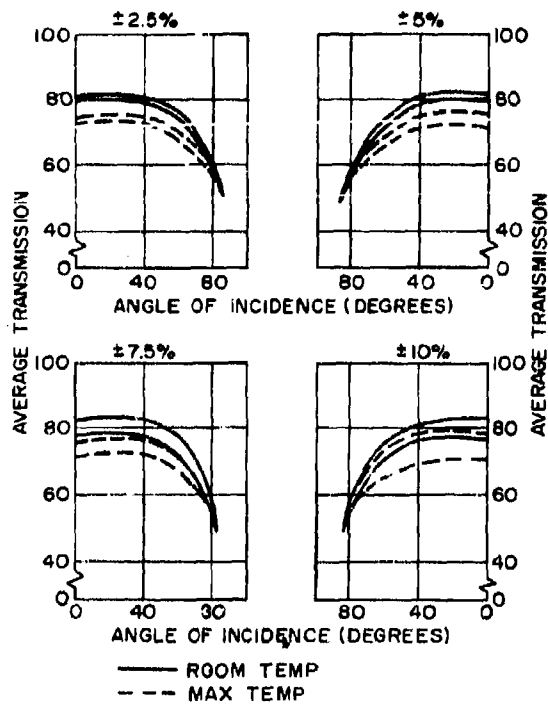 ±2.5% ±5%
100 100
80 80
60 60
40 40
0 0
0 40 80 80 40 0
ANGLE OF INCIDENCE (DEGREES)
AVERAGE TRANSMISSION
AVERAGE TRANSMISSION
±7.5% ±10%
100 100
80 80
60 60
40 40
0 0
0 40 30 80 40 0
ANGLE OF INCIDENCE (DEGREES)
ROOM TEMP
MAX TEMP